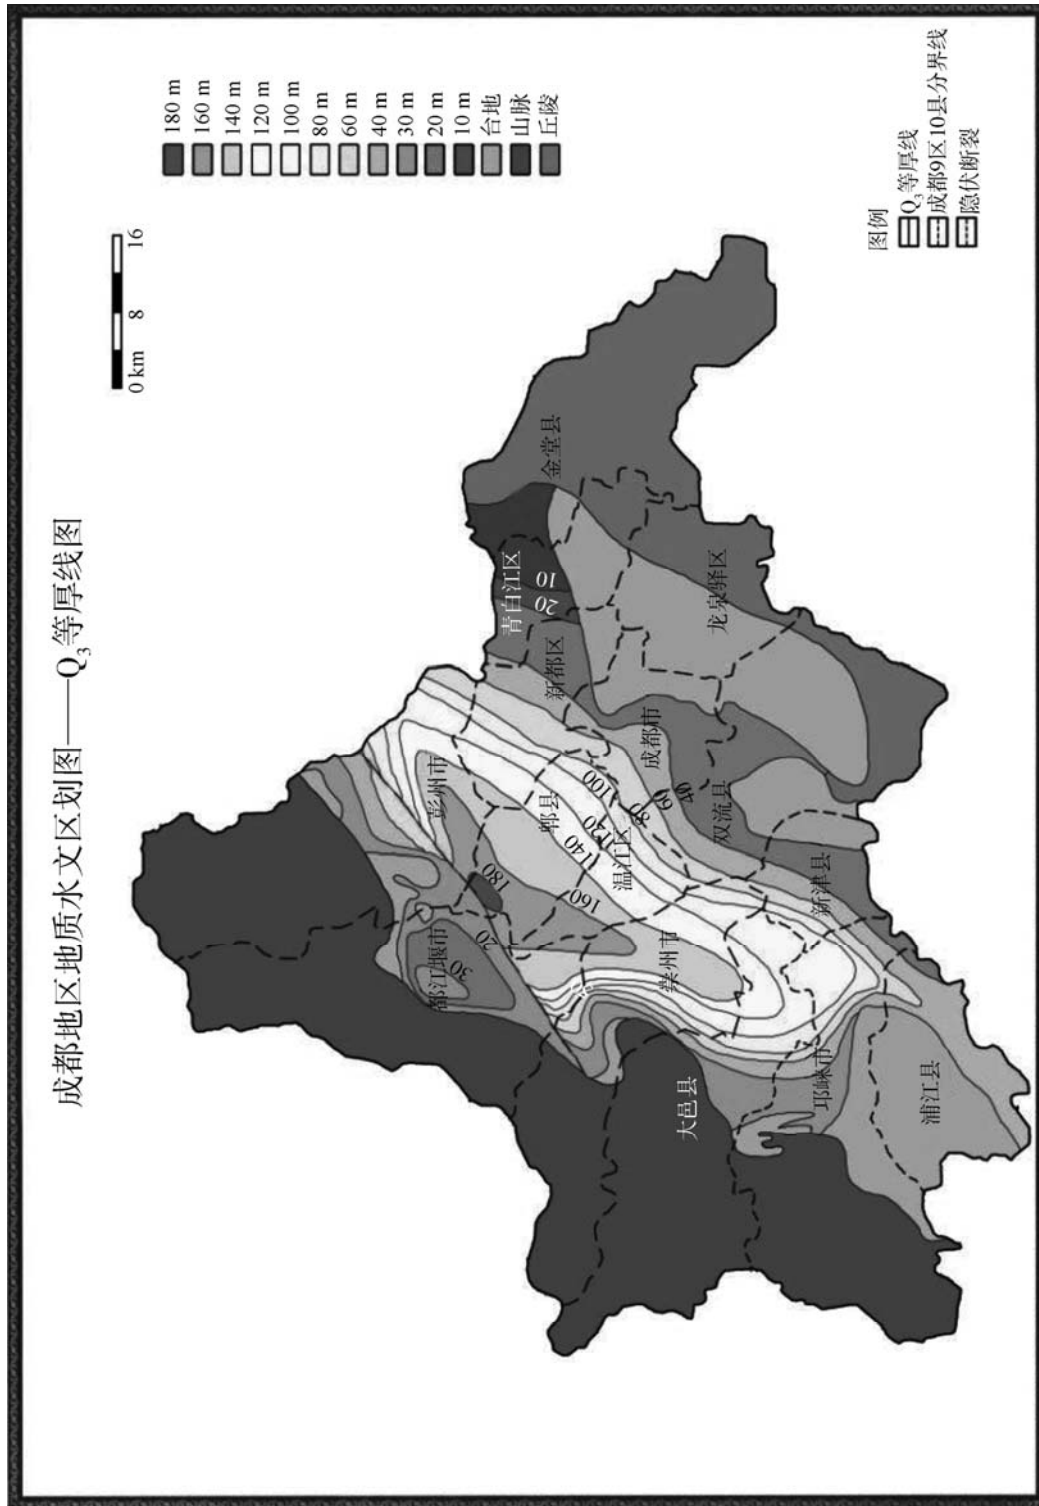 成都地区地质水文区划图——Q₃等厚线图
0 km 8 16
180 m
160 m
140 m
120 m
100 m
80 m
60 m
40 m
30 m
20 m
10 m
台地
山脉
丘陵
图例
Q₃等厚线
成都9区10县分界线
隐伏断裂
都江堰市
30
20
180
彭州市
160
140
郫县
120
100
温江区
80
60
40
成都市
新都区
青白江区
20
10
金堂县
龙泉驿区
双流县
新津县
崇州市
大邑县
邛崃市
浦江县